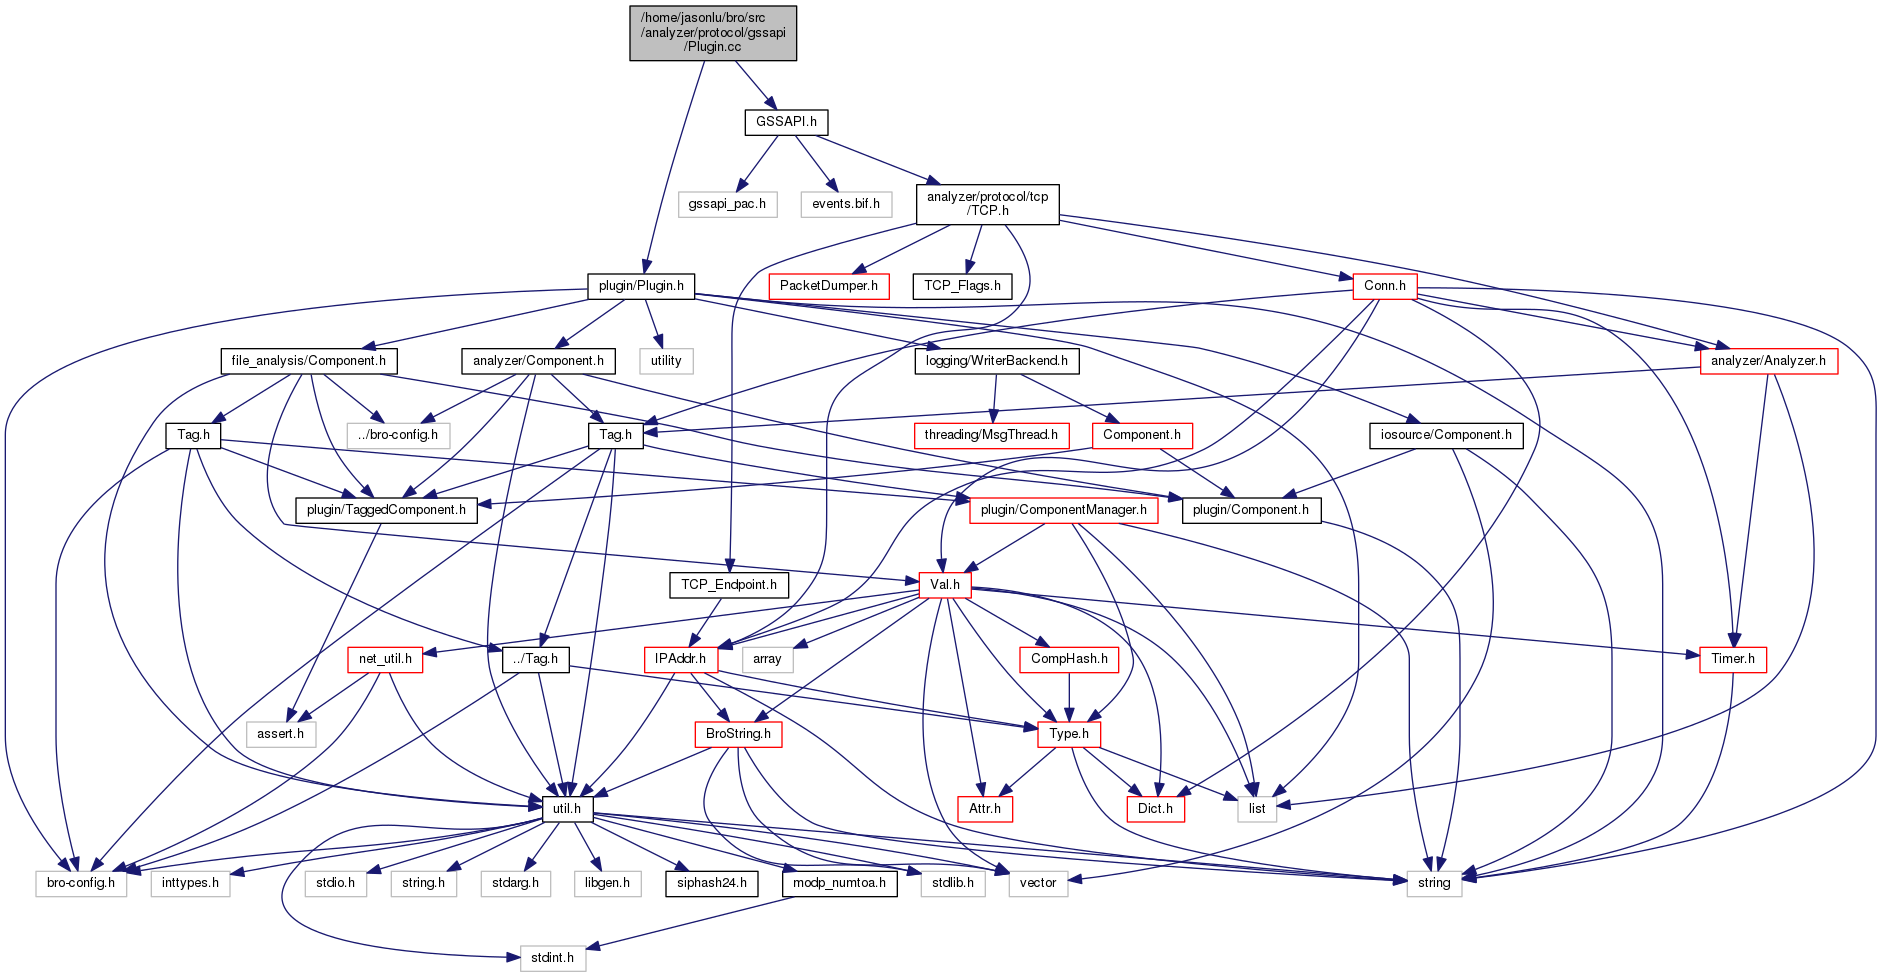 /home/jasonlu/bro/src
/analyzer/protocol/gssapi
/Plugin.cc
GSSAPI.h
gssapi_pac.h
events.bif.h
analyzer/protocol/tcp
/TCP.h
plugin/Plugin.h
PacketDumper.h
TCP_Flags.h
Conn.h
file_analysis/Component.h
analyzer/Component.h
utility
logging/WriterBackend.h
analyzer/Analyzer.h
Tag.h
../bro-config.h
Tag.h
threading/MsgThread.h
Component.h
iosource/Component.h
plugin/TaggedComponent.h
plugin/ComponentManager.h
plugin/Component.h
TCP_Endpoint.h
Val.h
net_util.h
../Tag.h
IPAddr.h
array
CompHash.h
Timer.h
assert.h
BroString.h
Type.h
util.h
Attr.h
Dict.h
list
bro-config.h
inttypes.h
stdio.h
string.h
stdarg.h
libgen.h
siphash24.h
modp_numtoa.h
stdlib.h
vector
string
stdint.h